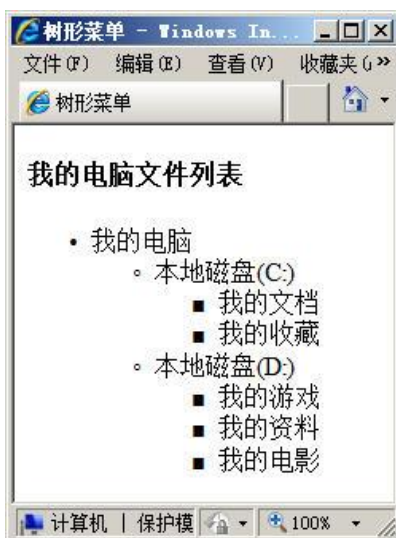 树形菜单 - Windows In...
文件(F) 编辑(E) 查看(V) 收藏夹(
树形菜单
我的电脑文件列表
我的电脑
本地磁盘(C:)
我的文档
我的收藏
本地磁盘(D:)
我的游戏
我的资料
我的电影
计算机 | 保护模 100%